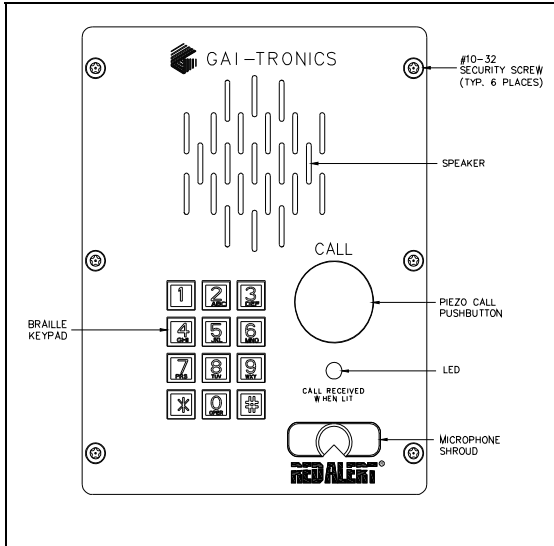 GAI-TRONICS
#10-32
SECURITY SCREW
(TYP. 6 PLACES)
SPEAKER
CALL
PIEZO CALL
PUSHBUTTON
BRAILLE
KEYPAD
1
2
ABC
3
DEF
4
GHI
5
JKL
6
MNO
7
PRS
8
TUV
9
WXY
*
0
OPER
#
LED
CALL RECEIVED
WHEN LIT
MICROPHONE
SHROUD
RED ALERT®